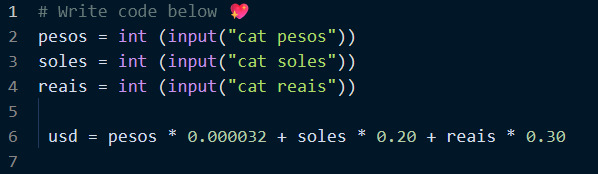 1 # Write code below 💖
2 pesos = int (input("cat pesos"))
3 soles = int (input("cat soles"))
4 reais = int (input("cat reais"))
5
6  usd = pesos * 0.000032 + soles * 0.20 + reais * 0.30
7